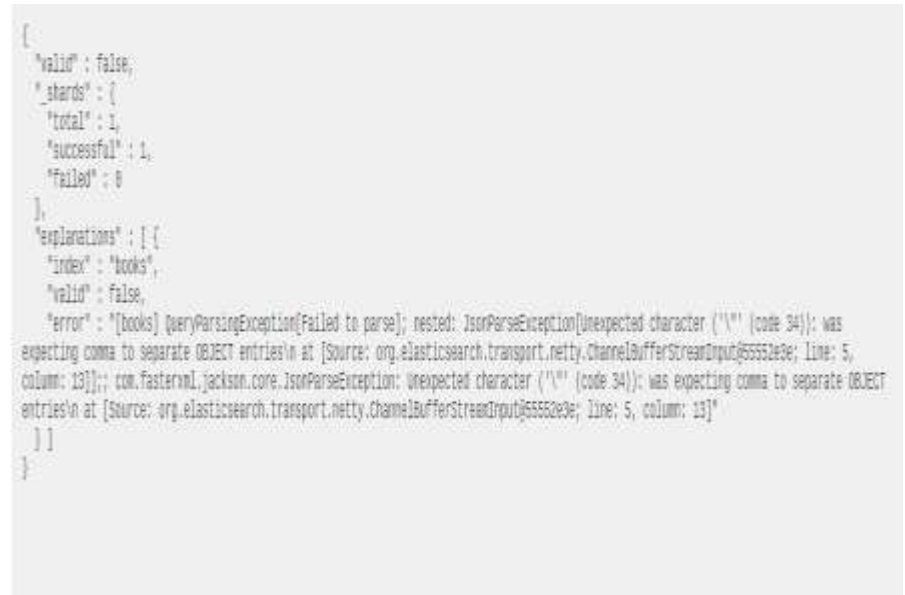 {
"valid" : false,
"_shards" : {
"total" : 1,
"successful" : 1,
"failed" : 0
},
"explanations" : [ {
"index" : "books",
"valid" : false,
"error" : "[books] QueryParsingException[Failed to parse]; nested: JsonParseException[Unexpected character ('\"' (code 34)): was
expecting comma to separate OBJECT entries\n at [Source: org.elasticsearch.transport.netty.ChannelBufferStreamInput@55552e3e; line: 5,
column: 13]];; com.fasterxml.jackson.core.JsonParseException: Unexpected character ('\"' (code 34)): was expecting comma to separate OBJECT
entries\n at [Source: org.elasticsearch.transport.netty.ChannelBufferStreamInput@55552e3e; line: 5, column: 13]"
} ]
}